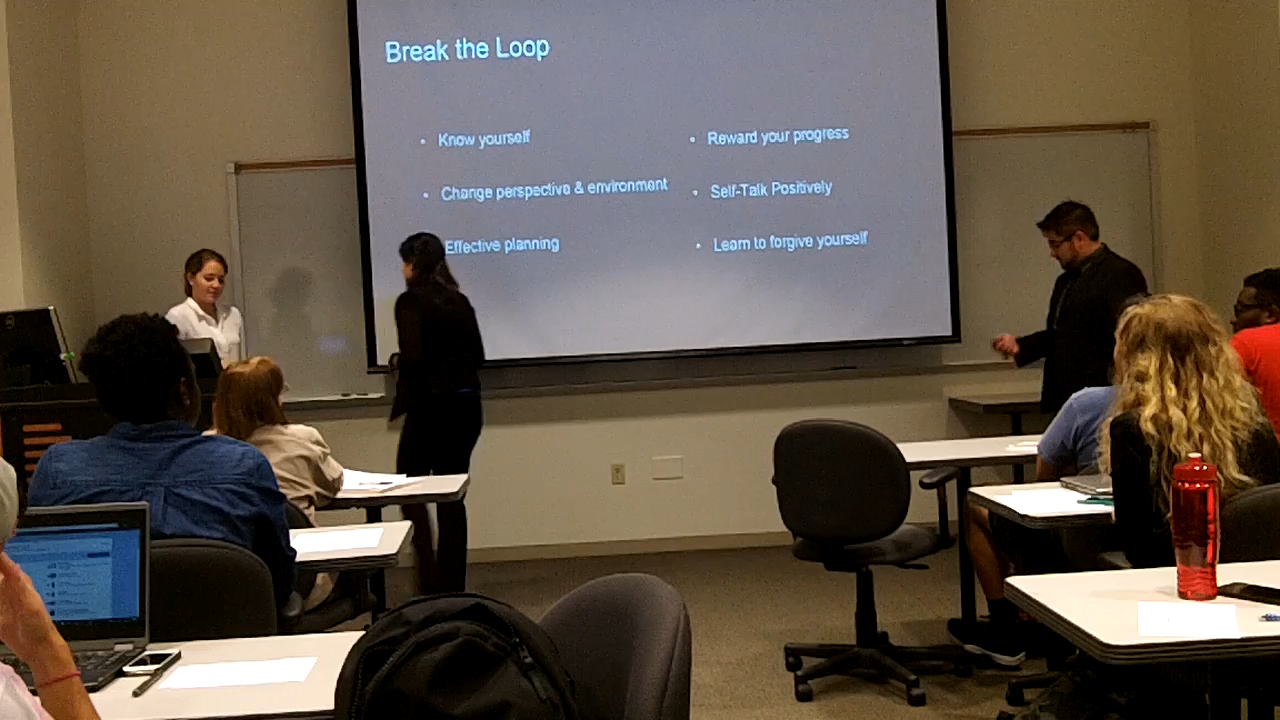 Break the Loop
• Know yourself
• Change perspective & environment
Effective planning
• Reward your progress
• Self-Talk Positively
• Learn to forgive yourself